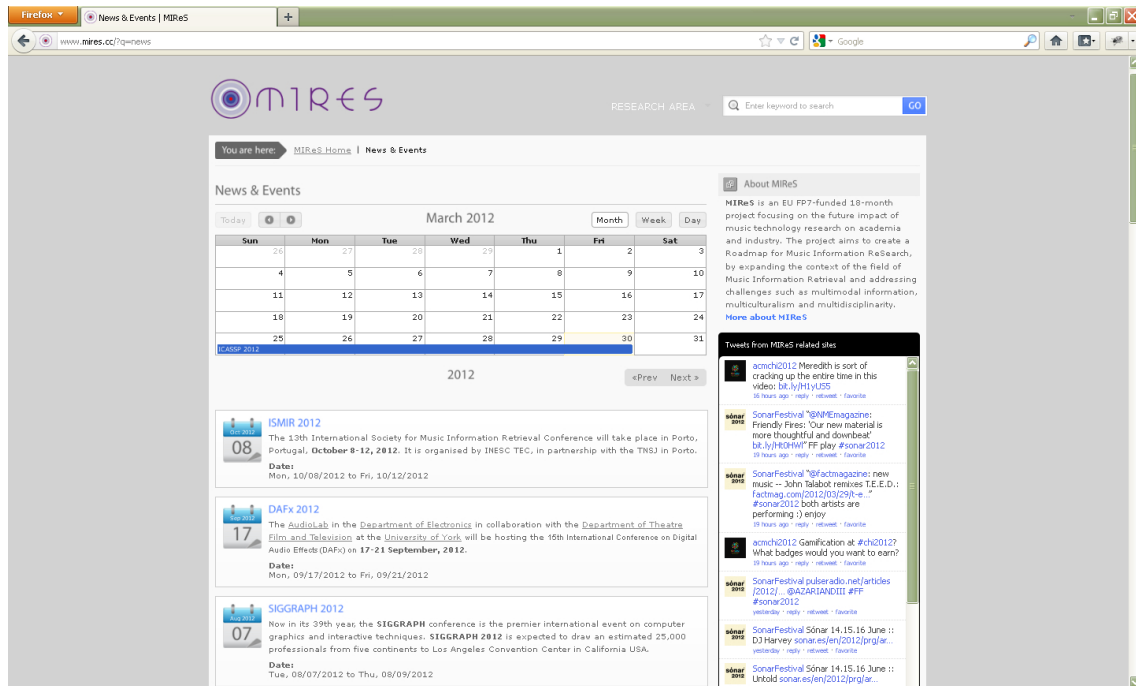 Firefox
News & Events | MIReS
www.mires.cc/?q=news
Google
MIRES
RESEARCH AREA
Enter keyword to search
GO
You are here:
MIReS Home | News & Events
News & Events
Today
March 2012
Month
Week
Day
Sun Mon Tue Wed Thu Fri Sat
26 27 28 29 1 2 3
4 5 6 7 8 9 10
11 12 13 14 15 16 17
18 19 20 21 22 23 24
25 26 27 28 29 30 31
ICASSP 2012
2012
«Prev Next »
Oct 2012
08
ISMIR 2012
The 13th International Society for Music Information Retrieval Conference will take place in Porto,
Portugal, October 8-12, 2012. It is organised by INESC TEC, in partnership with the TNSJ in Porto.
Date:
Mon, 10/08/2012 to Fri, 10/12/2012
Sep 2012
17
DAFx 2012
The AudioLab in the Department of Electronics in collaboration with the Department of Theatre
Film and Television at the University of York will be hosting the 15th International Conference on Digital
Audio Effects (DAFx) on 17-21 September, 2012.
Date:
Mon, 09/17/2012 to Fri, 09/21/2012
Aug 2012
07
SIGGRAPH 2012
Now in its 39th year, the SIGGRAPH conference is the premier international event on computer
graphics and interactive techniques. SIGGRAPH 2012 is expected to draw an estimated 25,000
professionals from five continents to Los Angeles Convention Center in California USA.
Date:
Tue, 08/07/2012 to Thu, 08/09/2012
About MIReS
MIReS is an EU FP7-funded 18-month
project focusing on the future impact of
music technology research on academia
and industry. The project aims to create a
Roadmap for Music Information ReSearch,
by expanding the context of the field of
Music Information Retrieval and addressing
challenges such as multimodal information,
multiculturalism and multidisciplinarity.
More about MIReS
Tweets from MIReS related sites
acmchi2012 Meredith is sort of
cracking up the entire time in this
video: bit.ly/H1yUS5
16 hours ago · reply · retweet · favorite
sónar
2012
SonarFestival "@NMEmagazine:
Friendly Fires: 'Our new material is
more thoughtful and downbeat'
bit.ly/Ht0HWl" FF play #sonar2012
19 hours ago · reply · retweet · favorite
sónar
2012
SonarFestival "@factmagazine: new
music -- John Talabot remixes T.E.E.D.:
factmag.com/2012/03/29/t-e…"
#sonar2012 both artists are
performing :) enjoy
19 hours ago · reply · retweet · favorite
acmchi2012 Gamification at #chi2012?
What badges would you want to earn?
19 hours ago · reply · retweet · favorite
sónar
2012
SonarFestival pulseradio.net/articles
/2012/… @AZARIANDIII #FF
#sonar2012
yesterday · reply · retweet · favorite
sónar
2012
SonarFestival Sónar 14.15.16 June ::
DJ Harvey sonar.es/en/2012/prg/ar…
yesterday · reply · retweet · favorite
sónar
2012
SonarFestival Sónar 14.15.16 June ::
Untold sonar.es/en/2012/prg/ar…